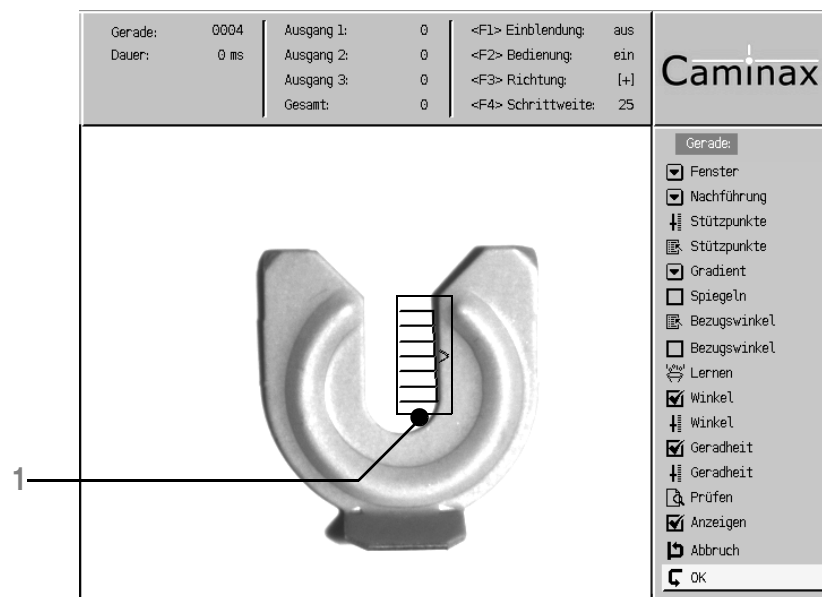 Gerade: 0004
Dauer: 0 ms
Ausgang 1: 0
Ausgang 2: 0
Ausgang 3: 0
Gesamt: 0
<F1> Einblendung: aus
<F2> Bedienung: ein
<F3> Richtung: [+]
<F4> Schrittweite: 25
Caminax
Gerade:
Fenster
Nachführung
Stützpunkte
Stützpunkte
Gradient
Spiegeln
Bezugswinkel
Bezugswinkel
Lernen
Winkel
Winkel
Geradheit
Geradheit
Prüfen
Anzeigen
Abbruch
OK
1